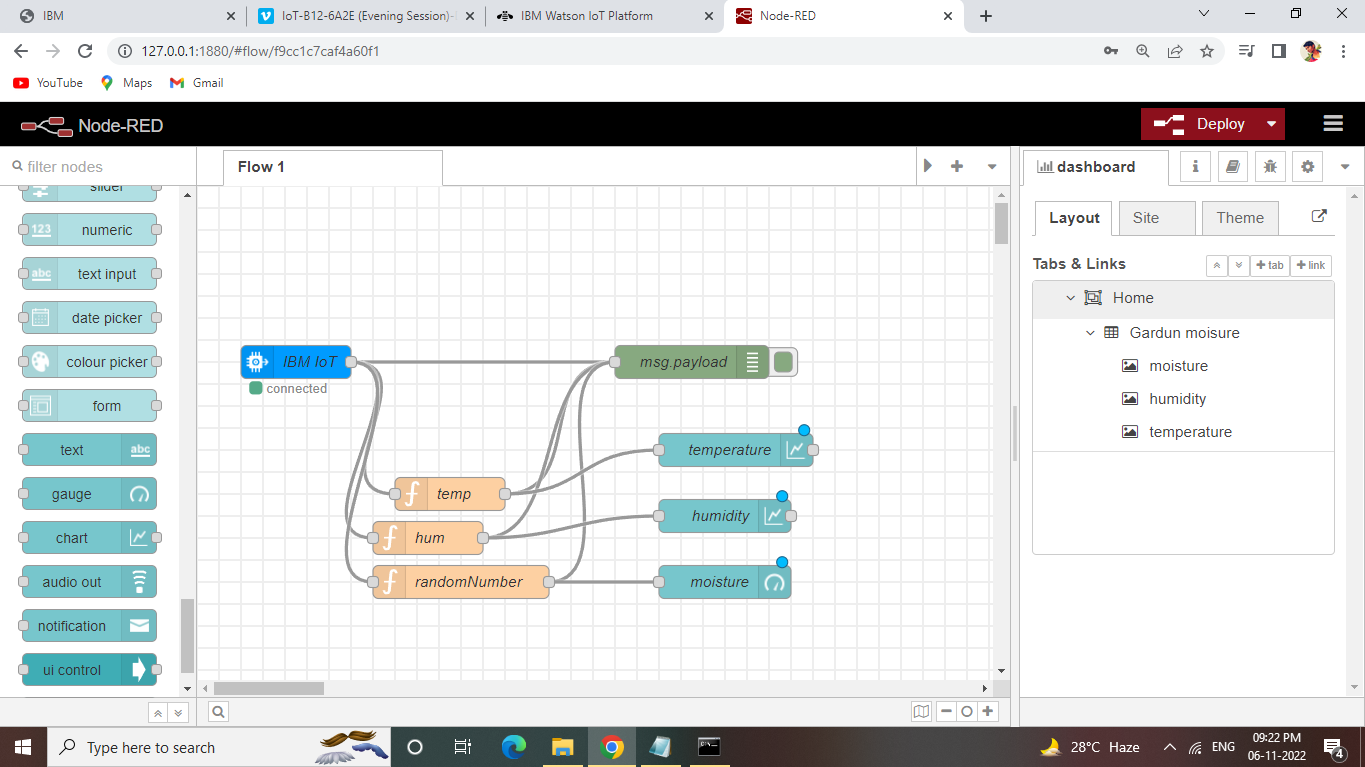 IBM
IoT-B12-6A2E (Evening Session)-
IBM Watson IoT Platform
Node-RED
127.0.0.1:1880/#flow/f9cc1c7caf4a60f1
YouTube
Maps
Gmail
Node-RED
Deploy
filter nodes
slider
123 numeric
abc text input
date picker
colour picker
form
text abc
gauge
chart
audio out
notification
ui control
Flow 1
IBM IoT
connected
msg.payload
temperature
temp
humidity
hum
randomNumber
moisture
dashboard
i
Layout
Site
Theme
Tabs & Links
+ tab
+ link
Home
Gardun moisure
moisture
humidity
temperature
Type here to search
28°C Haze
ENG
09:22 PM
06-11-2022
4